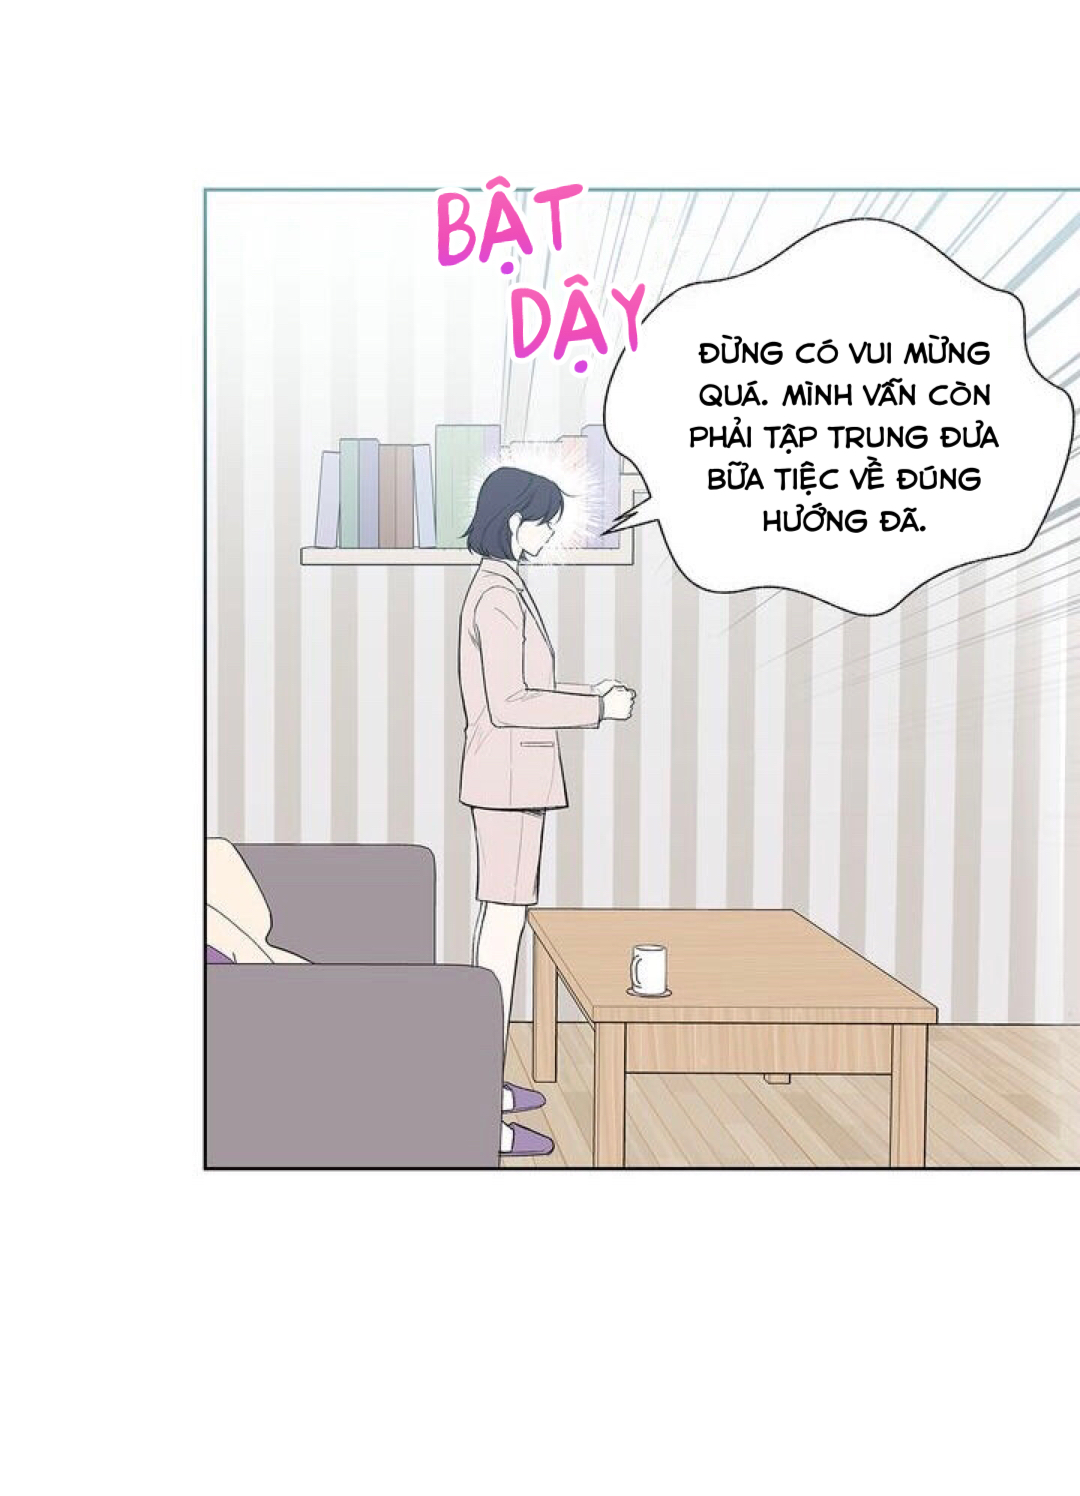 BẬT
DẬY
ĐỪNG CÓ VUI MỪNG
QUÁ. MÌNH VẪN CÒN
PHẢI TẬP TRUNG ĐƯA
BỮA TIỆC VỀ ĐÚNG
HƯỚNG ĐÃ.